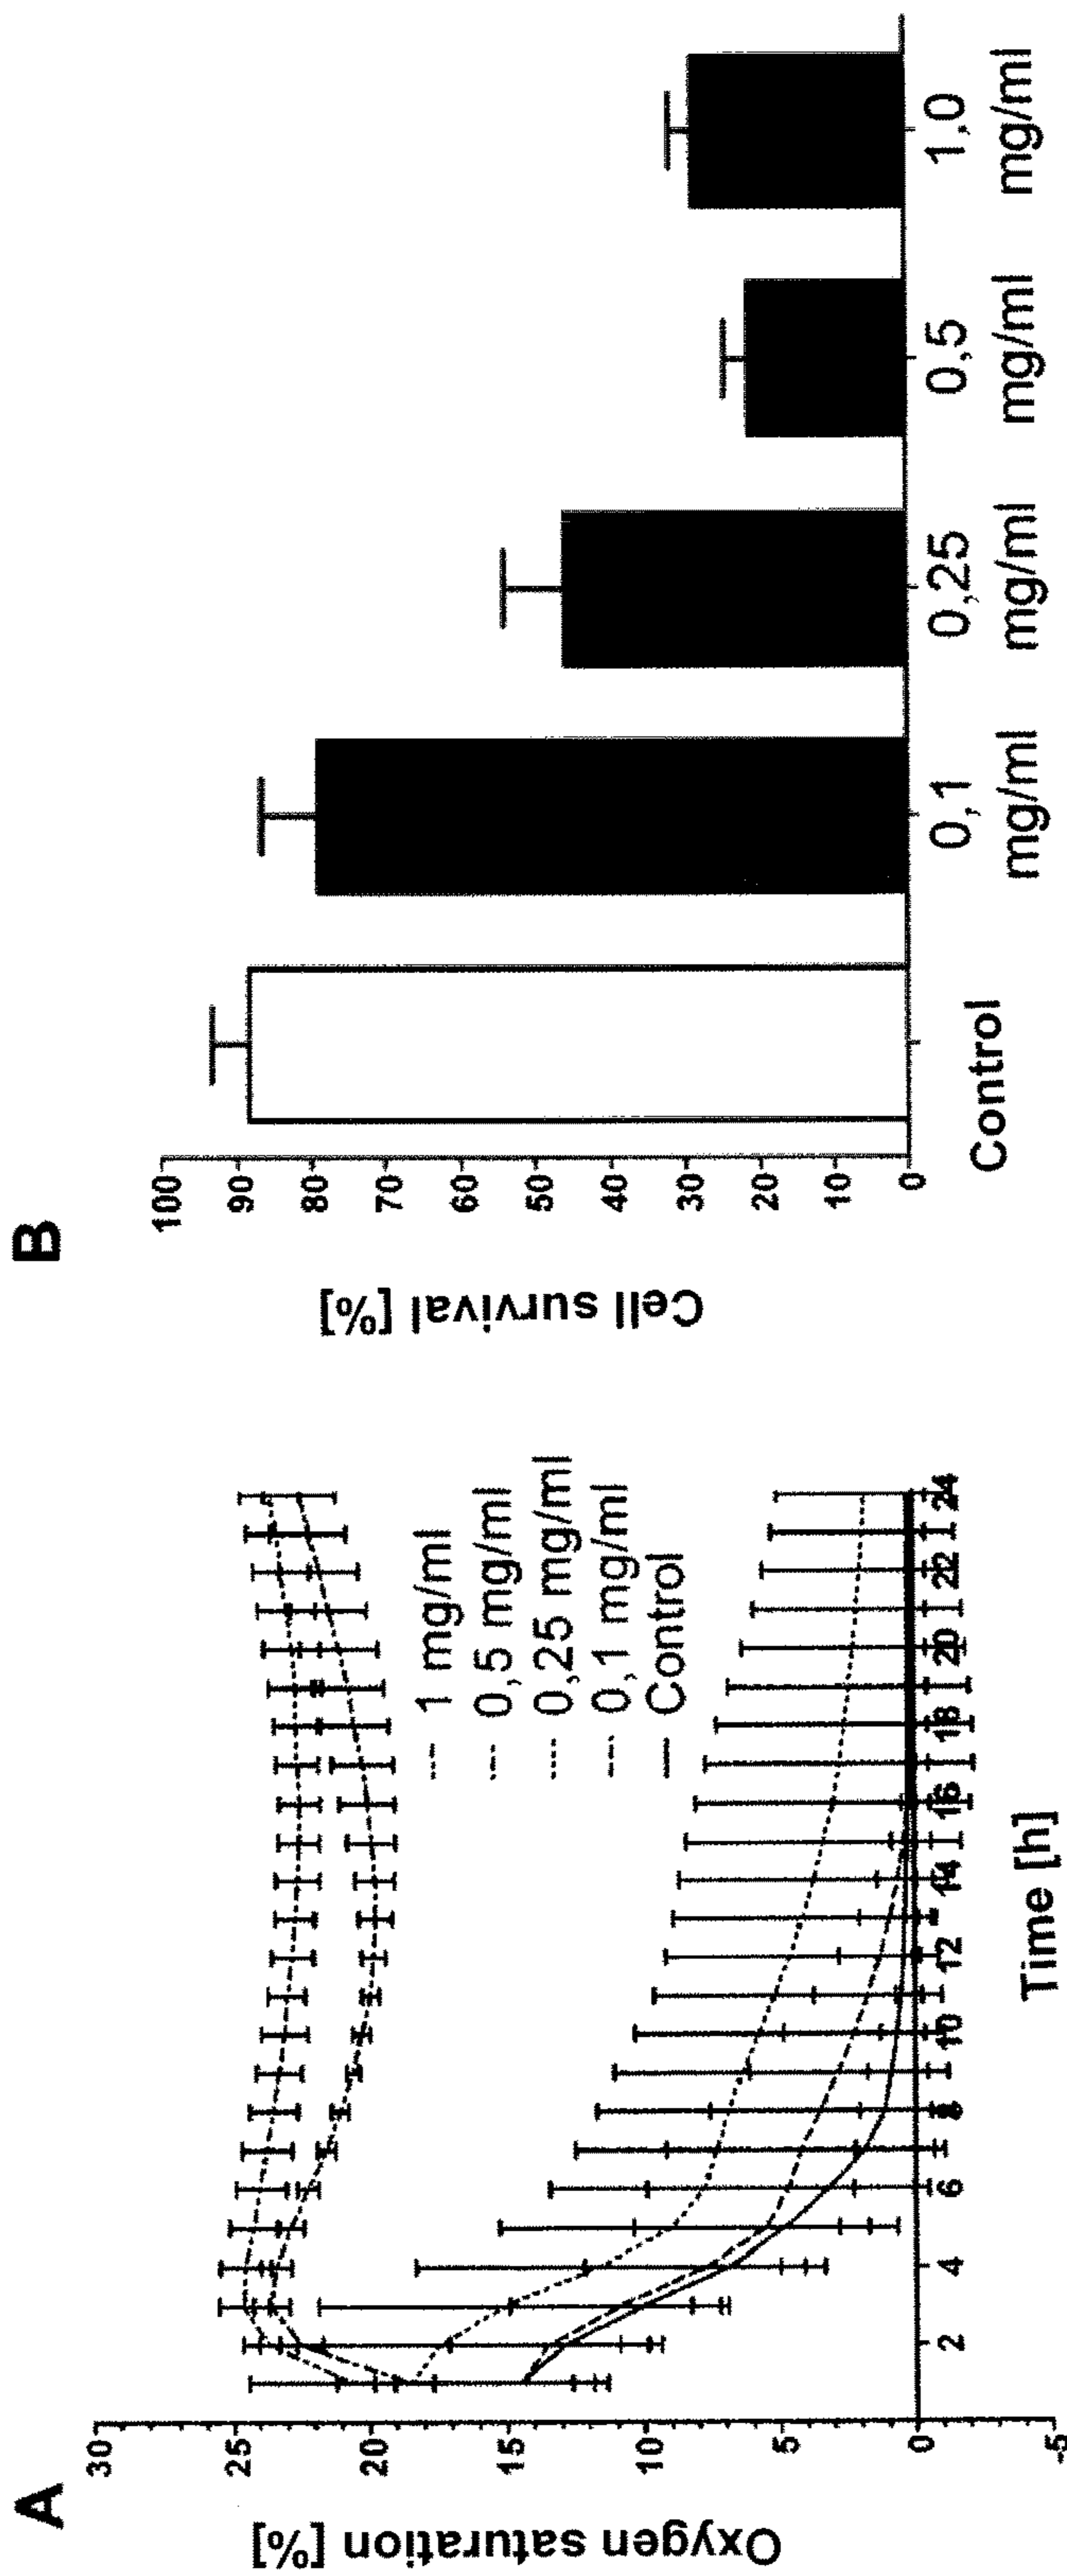 A
Oxygen saturation [%]
30
25
20
15
10
5
0
-5
2
4
6
8
10
12
14
16
18
20
22
24
Time [h]
1 mg/ml
0,5 mg/ml
0,25 mg/ml
0,1 mg/ml
Control
B
Cell survival [%]
100
90
80
70
60
50
40
30
20
10
0
Control
0,1
mg/ml
0,25
mg/ml
0,5
mg/ml
1,0
mg/ml